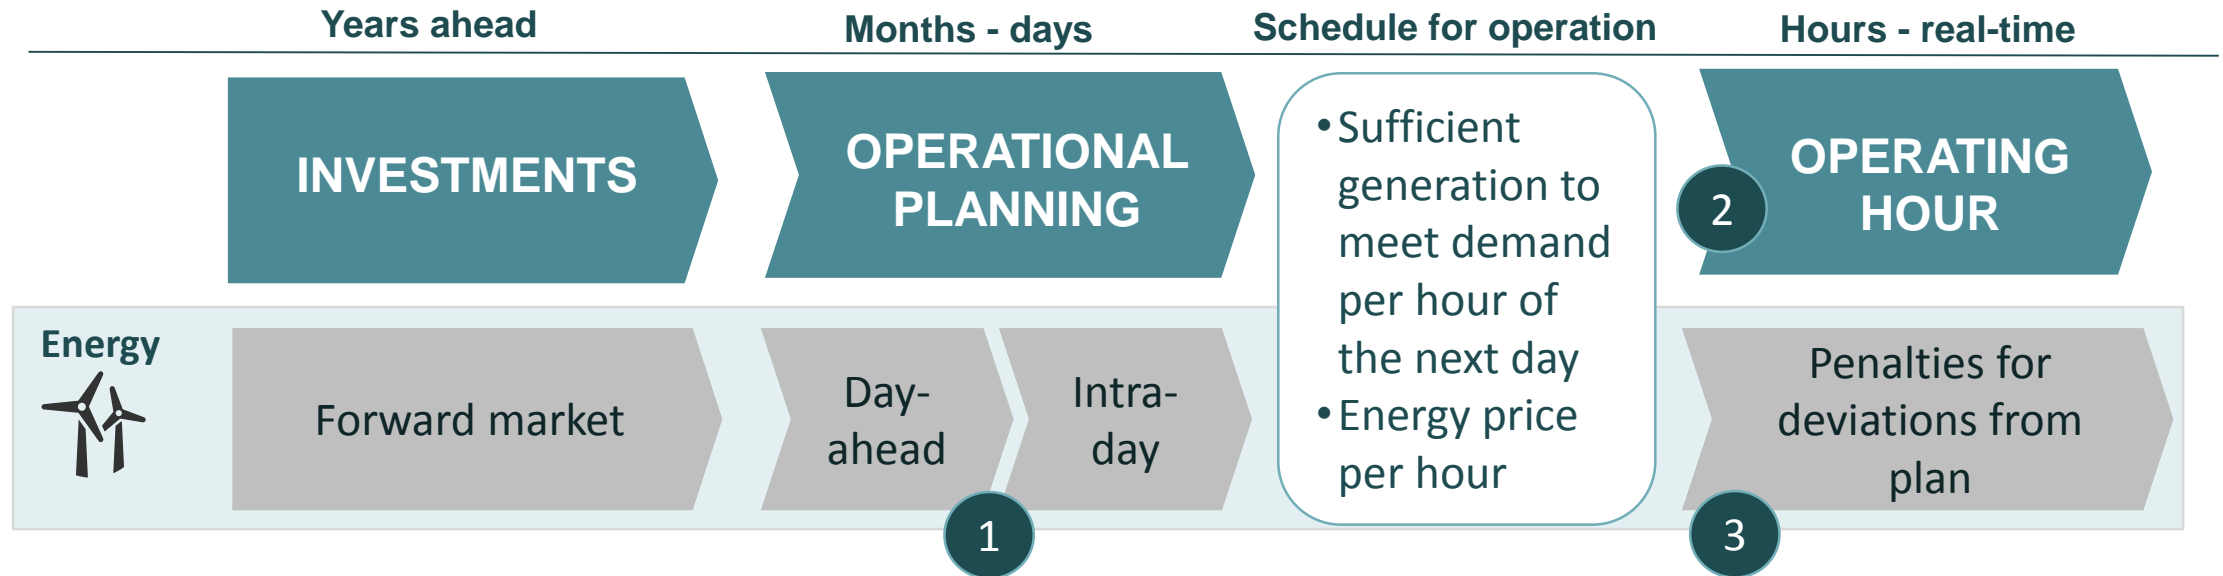 Years ahead
Months - days
Schedule for operation
Hours - real-time
INVESTMENTS
OPERATIONAL
PLANNING
•Sufficient
generation to
meet demand
per hour of
the next day
•Energy price
per hour
2
OPERATING
HOUR
Energy
Forward market
Day-
ahead
Intra-
day
1
Penalties for
deviations from
plan
3